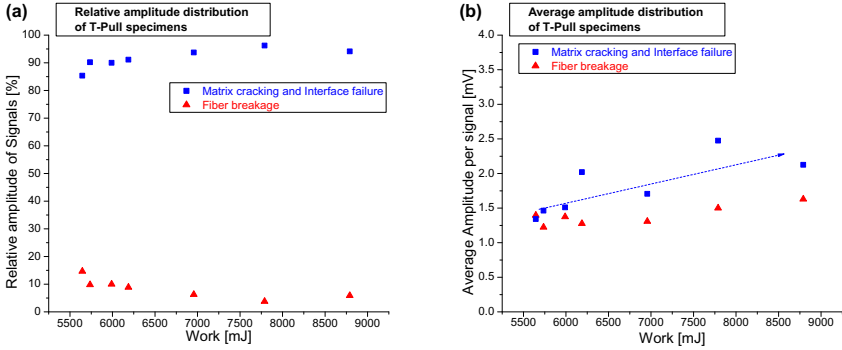 (a)
Relative amplitude distribution
of T-Pull specimens
Relative amplitude of Signals [%]
100
90
80
70
60
50
40
30
20
10
0
Matrix cracking and Interface failure
Fiber breakage
5500 6000 6500 7000 7500 8000 8500 9000
Work [mJ]
(b)
Average amplitude distribution
of T-Pull specimens
Matrix cracking and Interface failure
Fiber breakage
Average Amplitude per signal [mV]
4.0
3.5
3.0
2.5
2.0
1.5
1.0
0.5
0.0
5500 6000 6500 7000 7500 8000 8500 9000
Work [mJ]